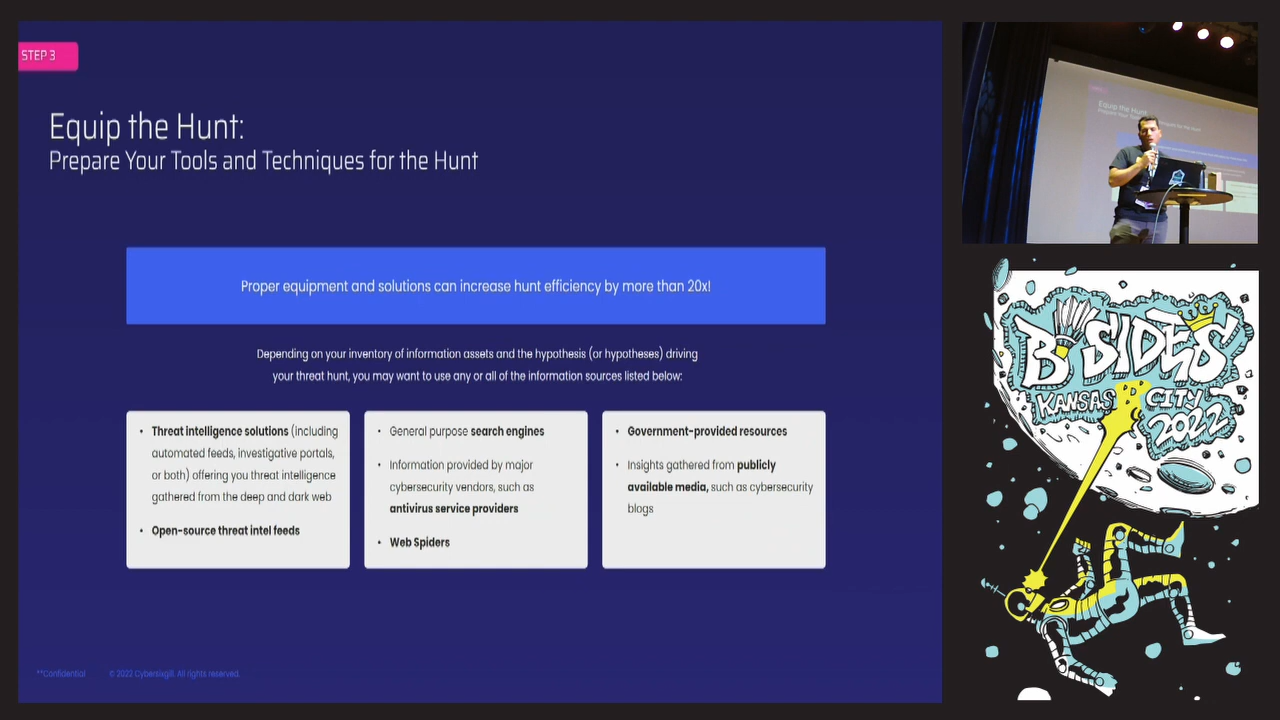 STEP 3
Equip the Hunt:
Prepare Your Tools and Techniques for the Hunt
Proper equipment and solutions can increase hunt efficiency by more than 20x!
Depending on your inventory of information assets and the hypothesis (or hypotheses) driving
your threat hunt, you may want to use any or all of the information sources listed below:
• Threat intelligence solutions (including
automated feeds, investigative portals,
or both) offering you threat intelligence
gathered from the deep and dark web
• Open-source threat intel feeds
• General purpose search engines
• Information provided by major
cybersecurity vendors, such as
antivirus service providers
• Web Spiders
• Government-provided resources
• Insights gathered from publicly
available media, such as cybersecurity
blogs
**Confidential © 2022 Cybersixgill. All rights reserved.
Equip the Hunt:
BSIDES
KANSAS CITY
2022